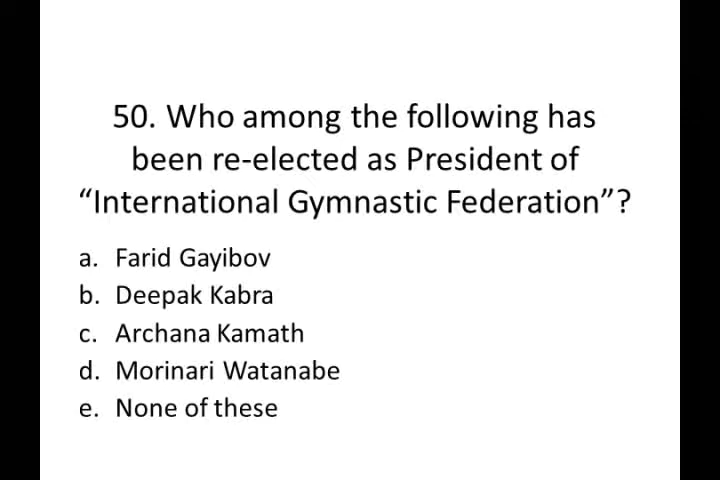 50. Who among the following has
been re-elected as President of
“International Gymnastic Federation”?
a. Farid Gayibov
b. Deepak Kabra
c. Archana Kamath
d. Morinari Watanabe
e. None of these